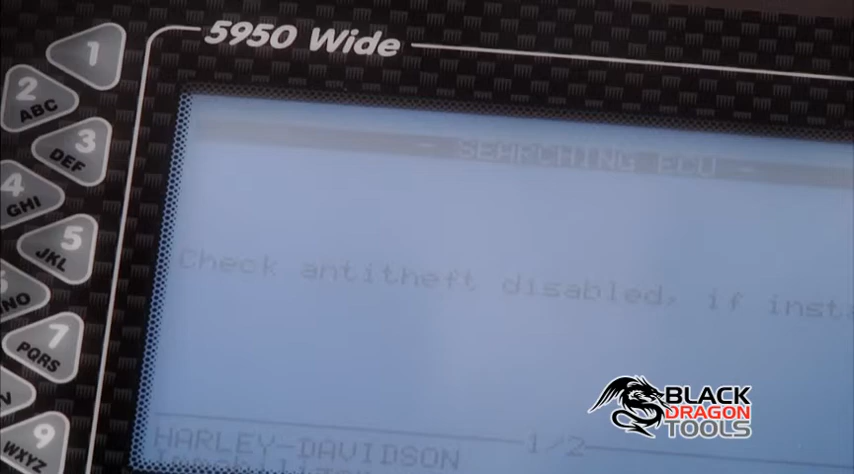 5950 Wide
1
2
ABC
3
DEF
4
GHI
5
JKL
NO
7
PQRS
V
9
WXYZ
- SEARCHING ECU -
Check antitheft disabled, if insta
HARLEY-DAVIDSON 1/2
BLACK
DRAGON
TOOLS